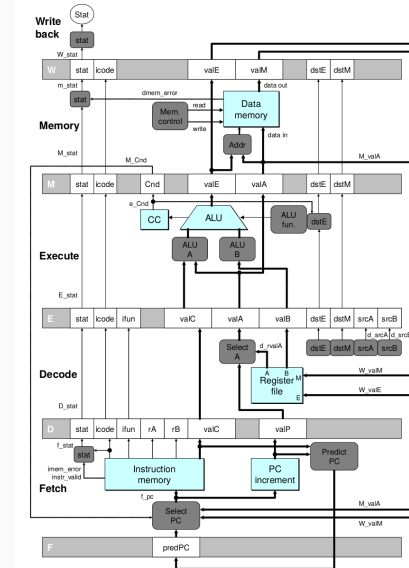 Stat
Write
back
stat
W_stat
W stat icode valE valM dstE dstM
m_stat
data out
stat
dmem_error
Mem.
control
read
write
Data
memory
Memory
Addr
data in
M_stat
M_Cnd
M_valA
M stat icode Cnd valE valA dstE dstM
e_Cnd
CC
ALU
ALU
fun.
dstE
ALU
A
ALU
B
Execute
E_stat
E stat icode ifun valC valA valB dstE dstM srcA srcB
d_srcA d_srcB
Select
A
d_rvalA
dstE dstM srcA srcB
A B M
Register
file
E
W_valM
W_valE
Decode
D_stat
D stat icode ifun rA rB valC valP
f_stat
stat
imem_error
instr_valid
Instruction
memory
PC
increment
Predict
PC
Fetch
f_pc
Select
PC
M_valA
W_valM
F predPC